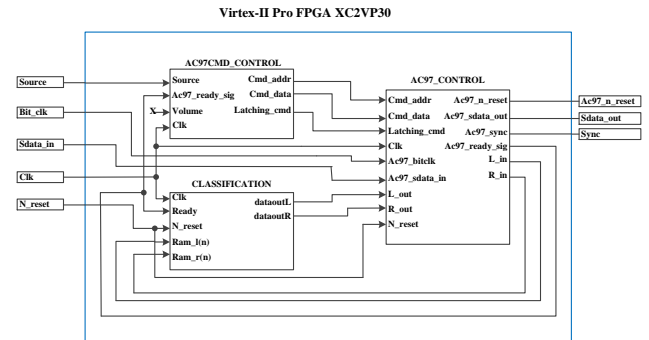 Virtex-II Pro FPGA XC2VP30
AC97CMD_CONTROL
Source
Ac97_ready_sig
X
Volume
Clk
Cmd_addr
Cmd_data
Latching_cmd
AC97_CONTROL
Cmd_addr
Cmd_data
Latching_cmd
Clk
Ac97_bitclk
Ac97_sdata_in
L_out
R_out
N_reset
Ac97_n_reset
Ac97_sdata_out
Ac97_sync
Ac97_ready_sig
L_in
R_in
Source
Bit_clk
Sdata_in
Clk
N_reset
CLASSIFICATION
Clk
Ready
N_reset
Ram_l(n)
Ram_r(n)
dataoutL
dataoutR
Ac97_n_reset
Sdata_out
Sync